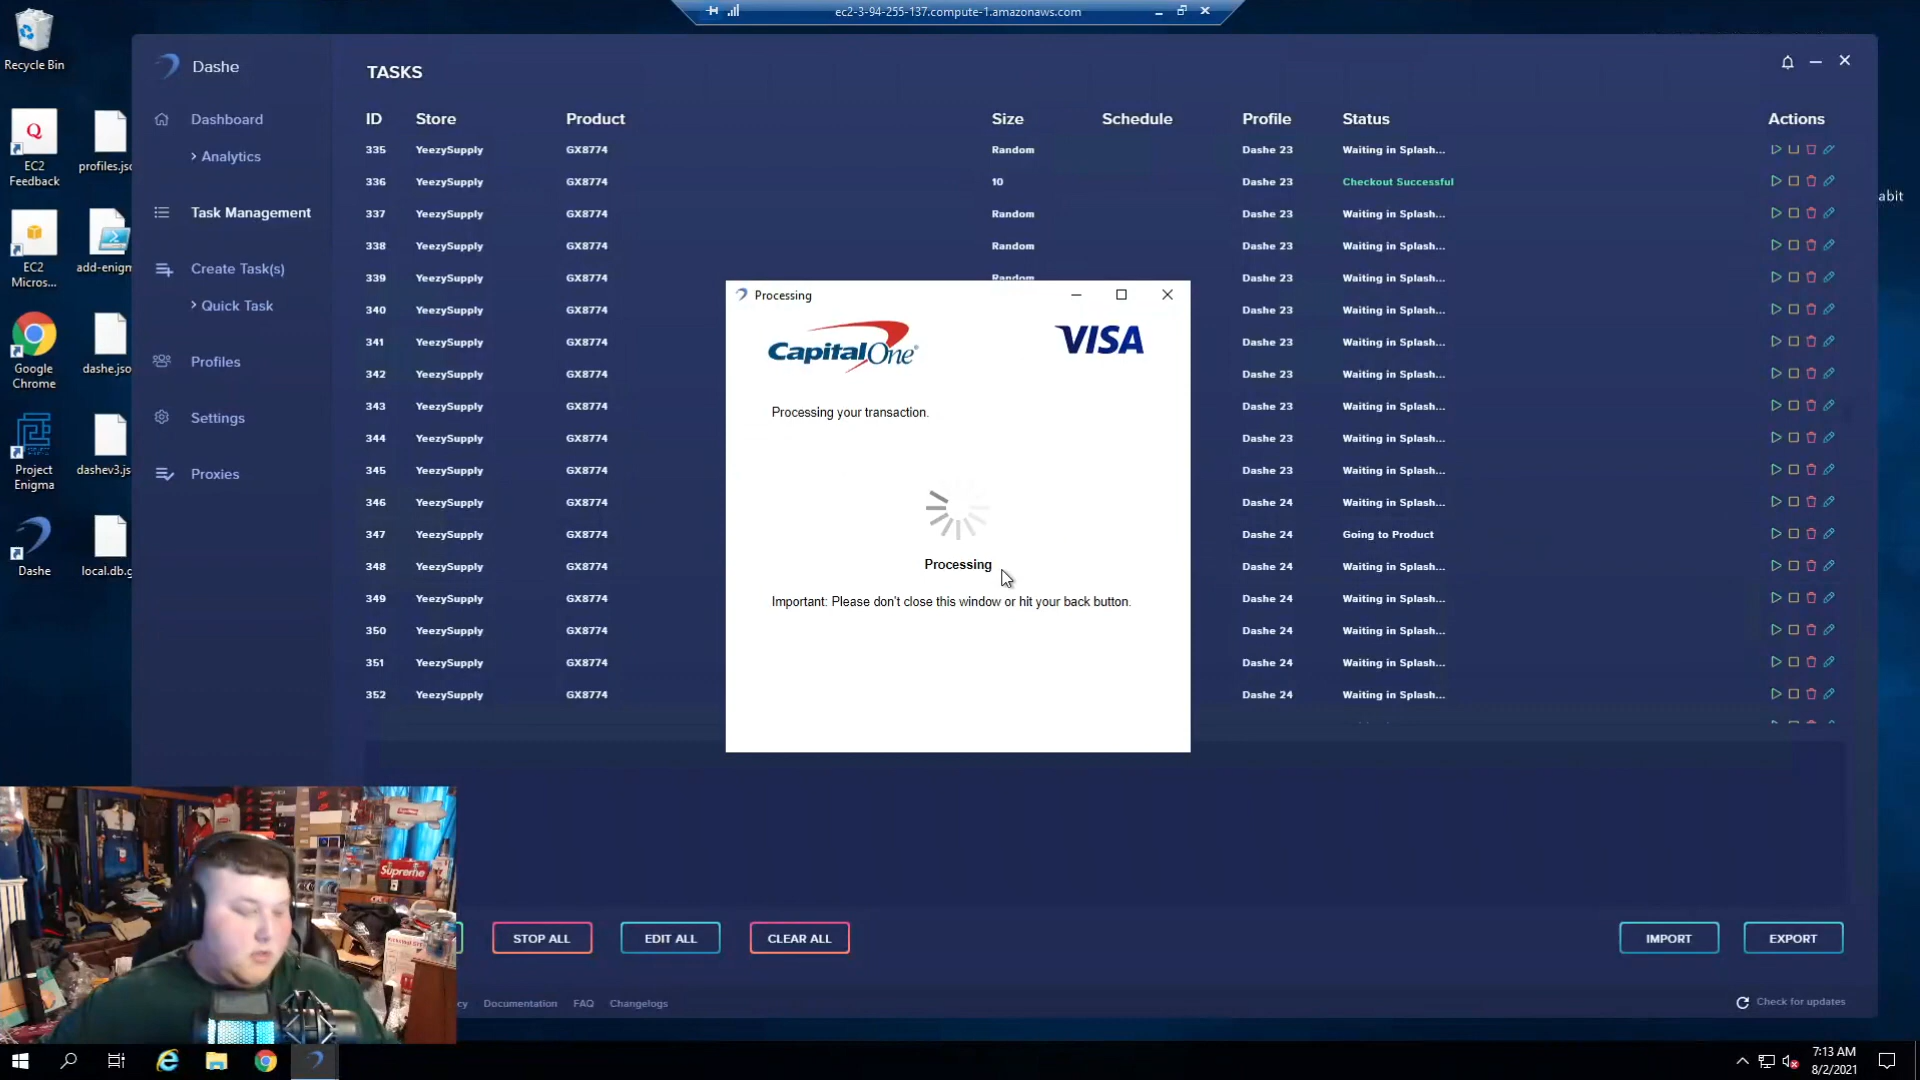 ec2-3-94-255-137.compute-1.amazonaws.com
Recycle Bin
EC2 Feedback
profiles.jsc
EC2 Micros...
add-enigm
Google Chrome
dashe.jso
Project Enigma
dashev3.js
Dashe
local.db.g
abit
Dashe
Dashboard
Analytics
Task Management
Create Task(s)
Quick Task
Profiles
Settings
Proxies
TASKS
ID Store Product Size Schedule Profile Status Actions
335 YeezySupply GX8774 Random Dashe 23 Waiting in Splash...
336 YeezySupply GX8774 10 Dashe 23 Checkout Successful
337 YeezySupply GX8774 Random Dashe 23 Waiting in Splash...
338 YeezySupply GX8774 Random Dashe 23 Waiting in Splash...
339 YeezySupply GX8774 Random Dashe 23 Waiting in Splash...
340 YeezySupply GX8774 Dashe 23 Waiting in Splash...
341 YeezySupply GX8774 Dashe 23 Waiting in Splash...
342 YeezySupply GX8774 Dashe 23 Waiting in Splash...
343 YeezySupply GX8774 Dashe 23 Waiting in Splash...
344 YeezySupply GX8774 Dashe 23 Waiting in Splash...
345 YeezySupply GX8774 Dashe 23 Waiting in Splash...
346 YeezySupply GX8774 Dashe 24 Waiting in Splash...
347 YeezySupply GX8774 Dashe 24 Going to Product
348 YeezySupply GX8774 Dashe 24 Waiting in Splash...
349 YeezySupply GX8774 Dashe 24 Waiting in Splash...
350 YeezySupply GX8774 Dashe 24 Waiting in Splash...
351 YeezySupply GX8774 Dashe 24 Waiting in Splash...
352 YeezySupply GX8774 Dashe 24 Waiting in Splash...
Processing
CapitalOne VISA
Processing your transaction.
Processing
Important: Please don't close this window or hit your back button.
Supreme
STOP ALL EDIT ALL CLEAR ALL IMPORT EXPORT
cy Documentation FAQ Changelogs Check for updates
7:13 AM
8/2/2021